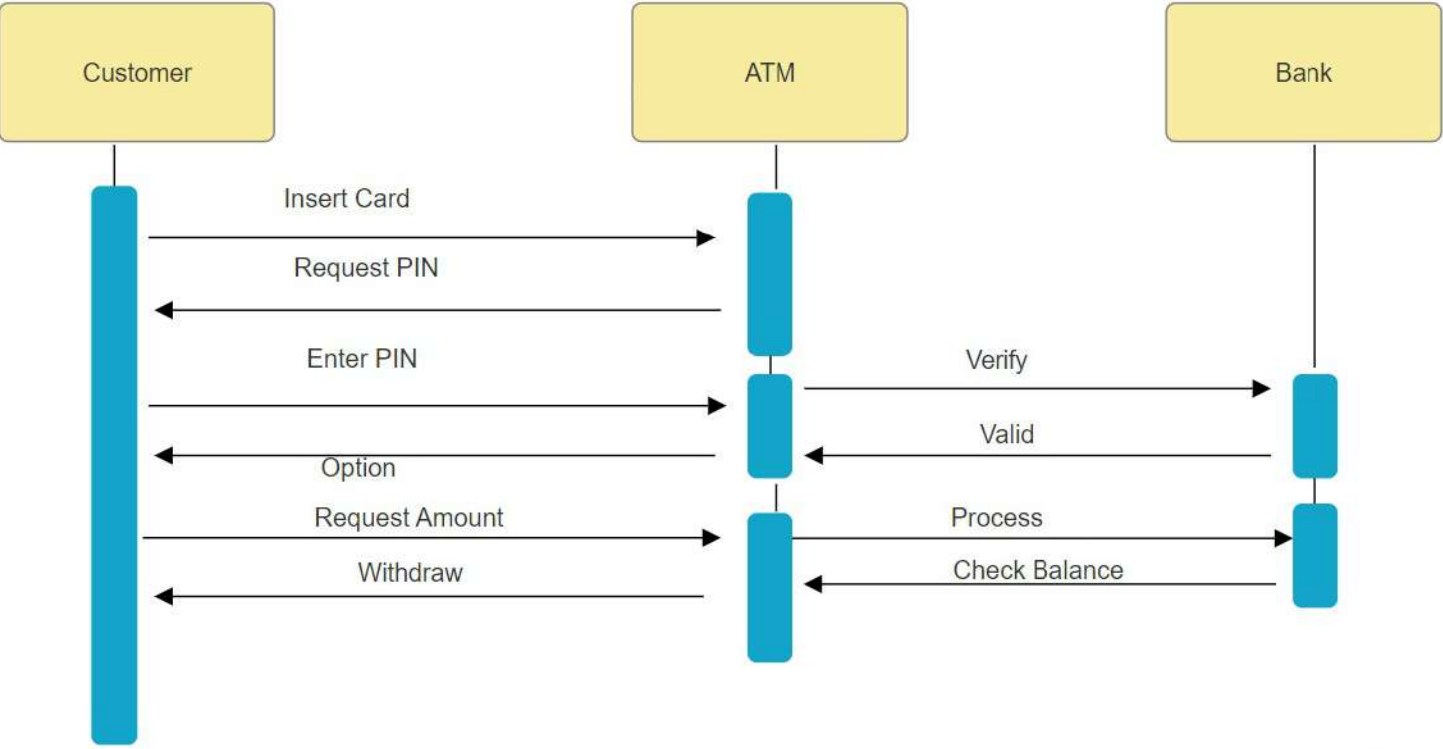 Customer
ATM
Bank
Insert Card
Request PIN
Enter PIN
Verify
Valid
Option
Request Amount
Process
Withdraw
Check Balance